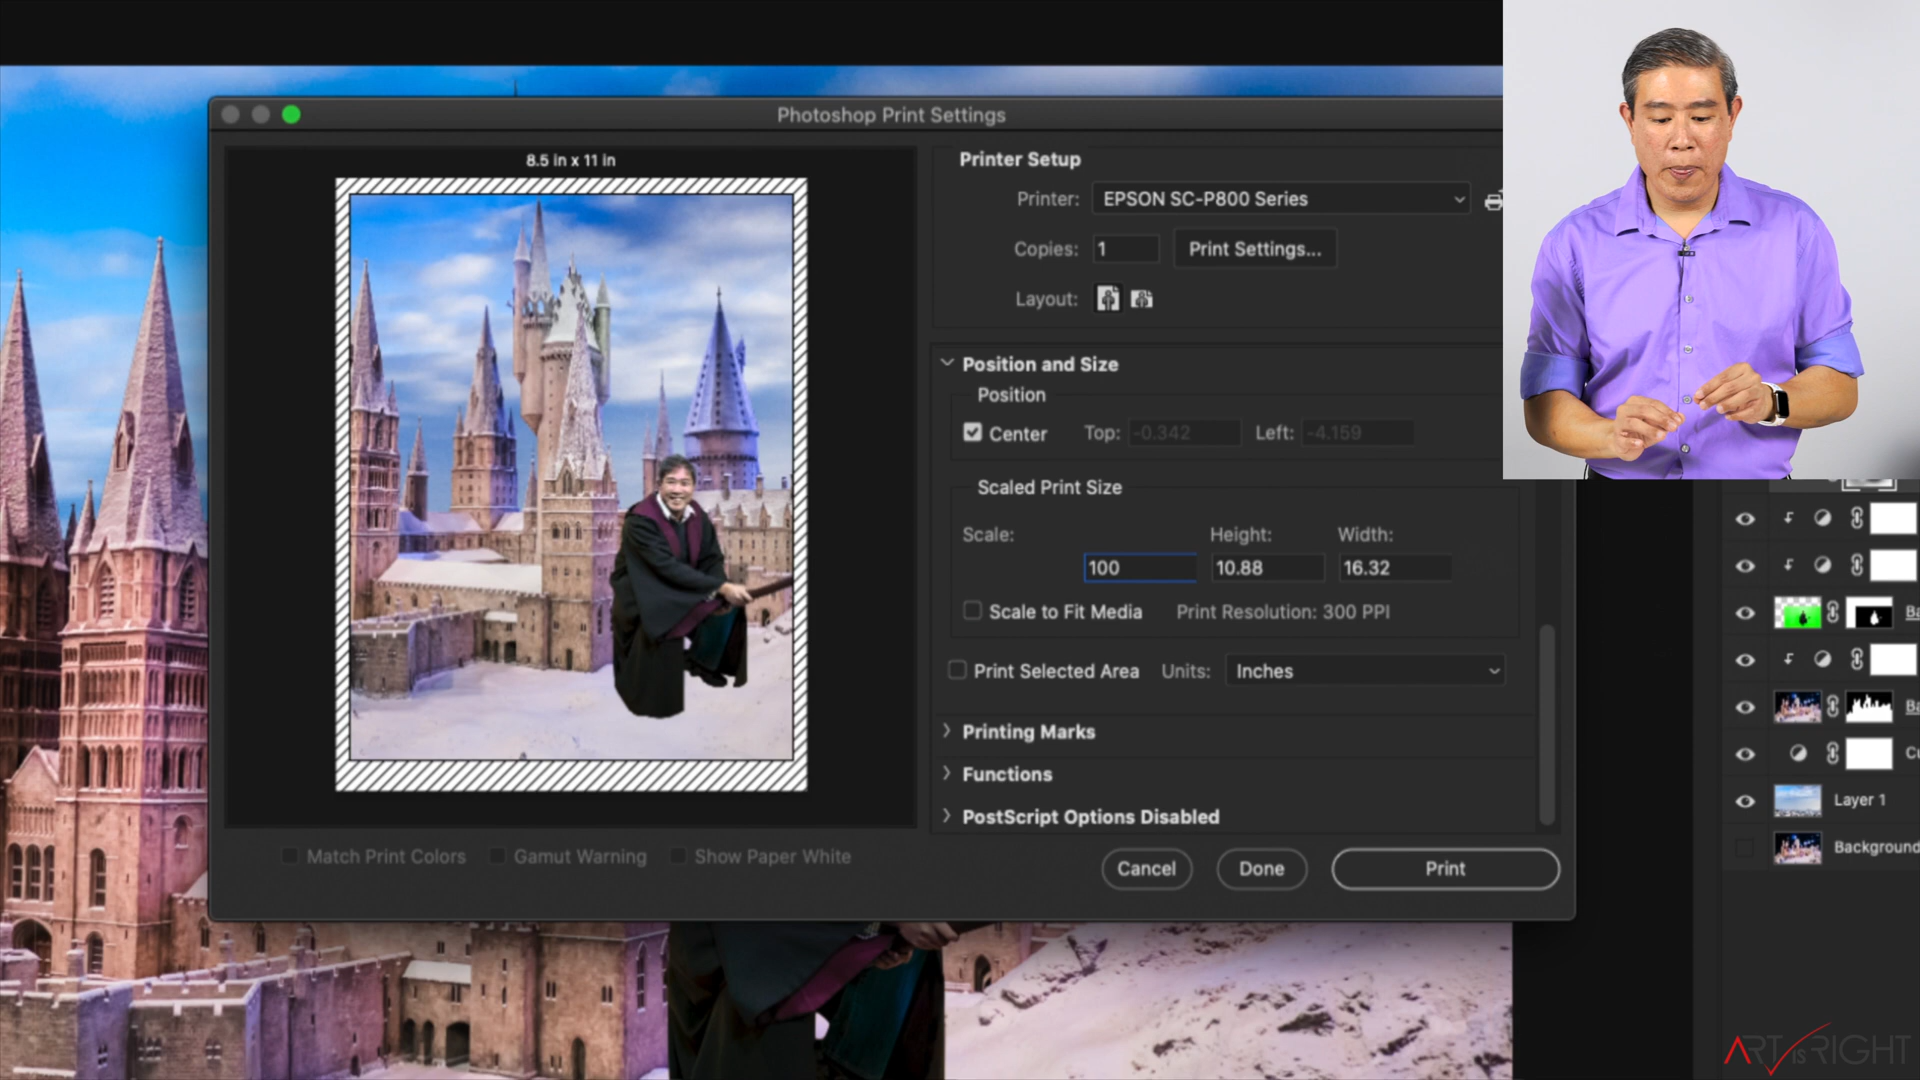 Photoshop Print Settings
8.5 in x 11 in
Printer Setup
Printer: EPSON SC-P800 Series
Copies: 1 Print Settings...
Layout:
Position and Size
Position
Center Top: -0.342 Left: -4.159
Scaled Print Size
Scale: Height: Width:
100 10.88 16.32
Scale to Fit Media Print Resolution: 300 PPI
Print Selected Area Units: Inches
Printing Marks
Functions
PostScript Options Disabled
Match Print Colors Gamut Warning Show Paper White
Cancel Done Print
Ba
Ba
Cu
Layer 1
Background
ART IS RIGHT